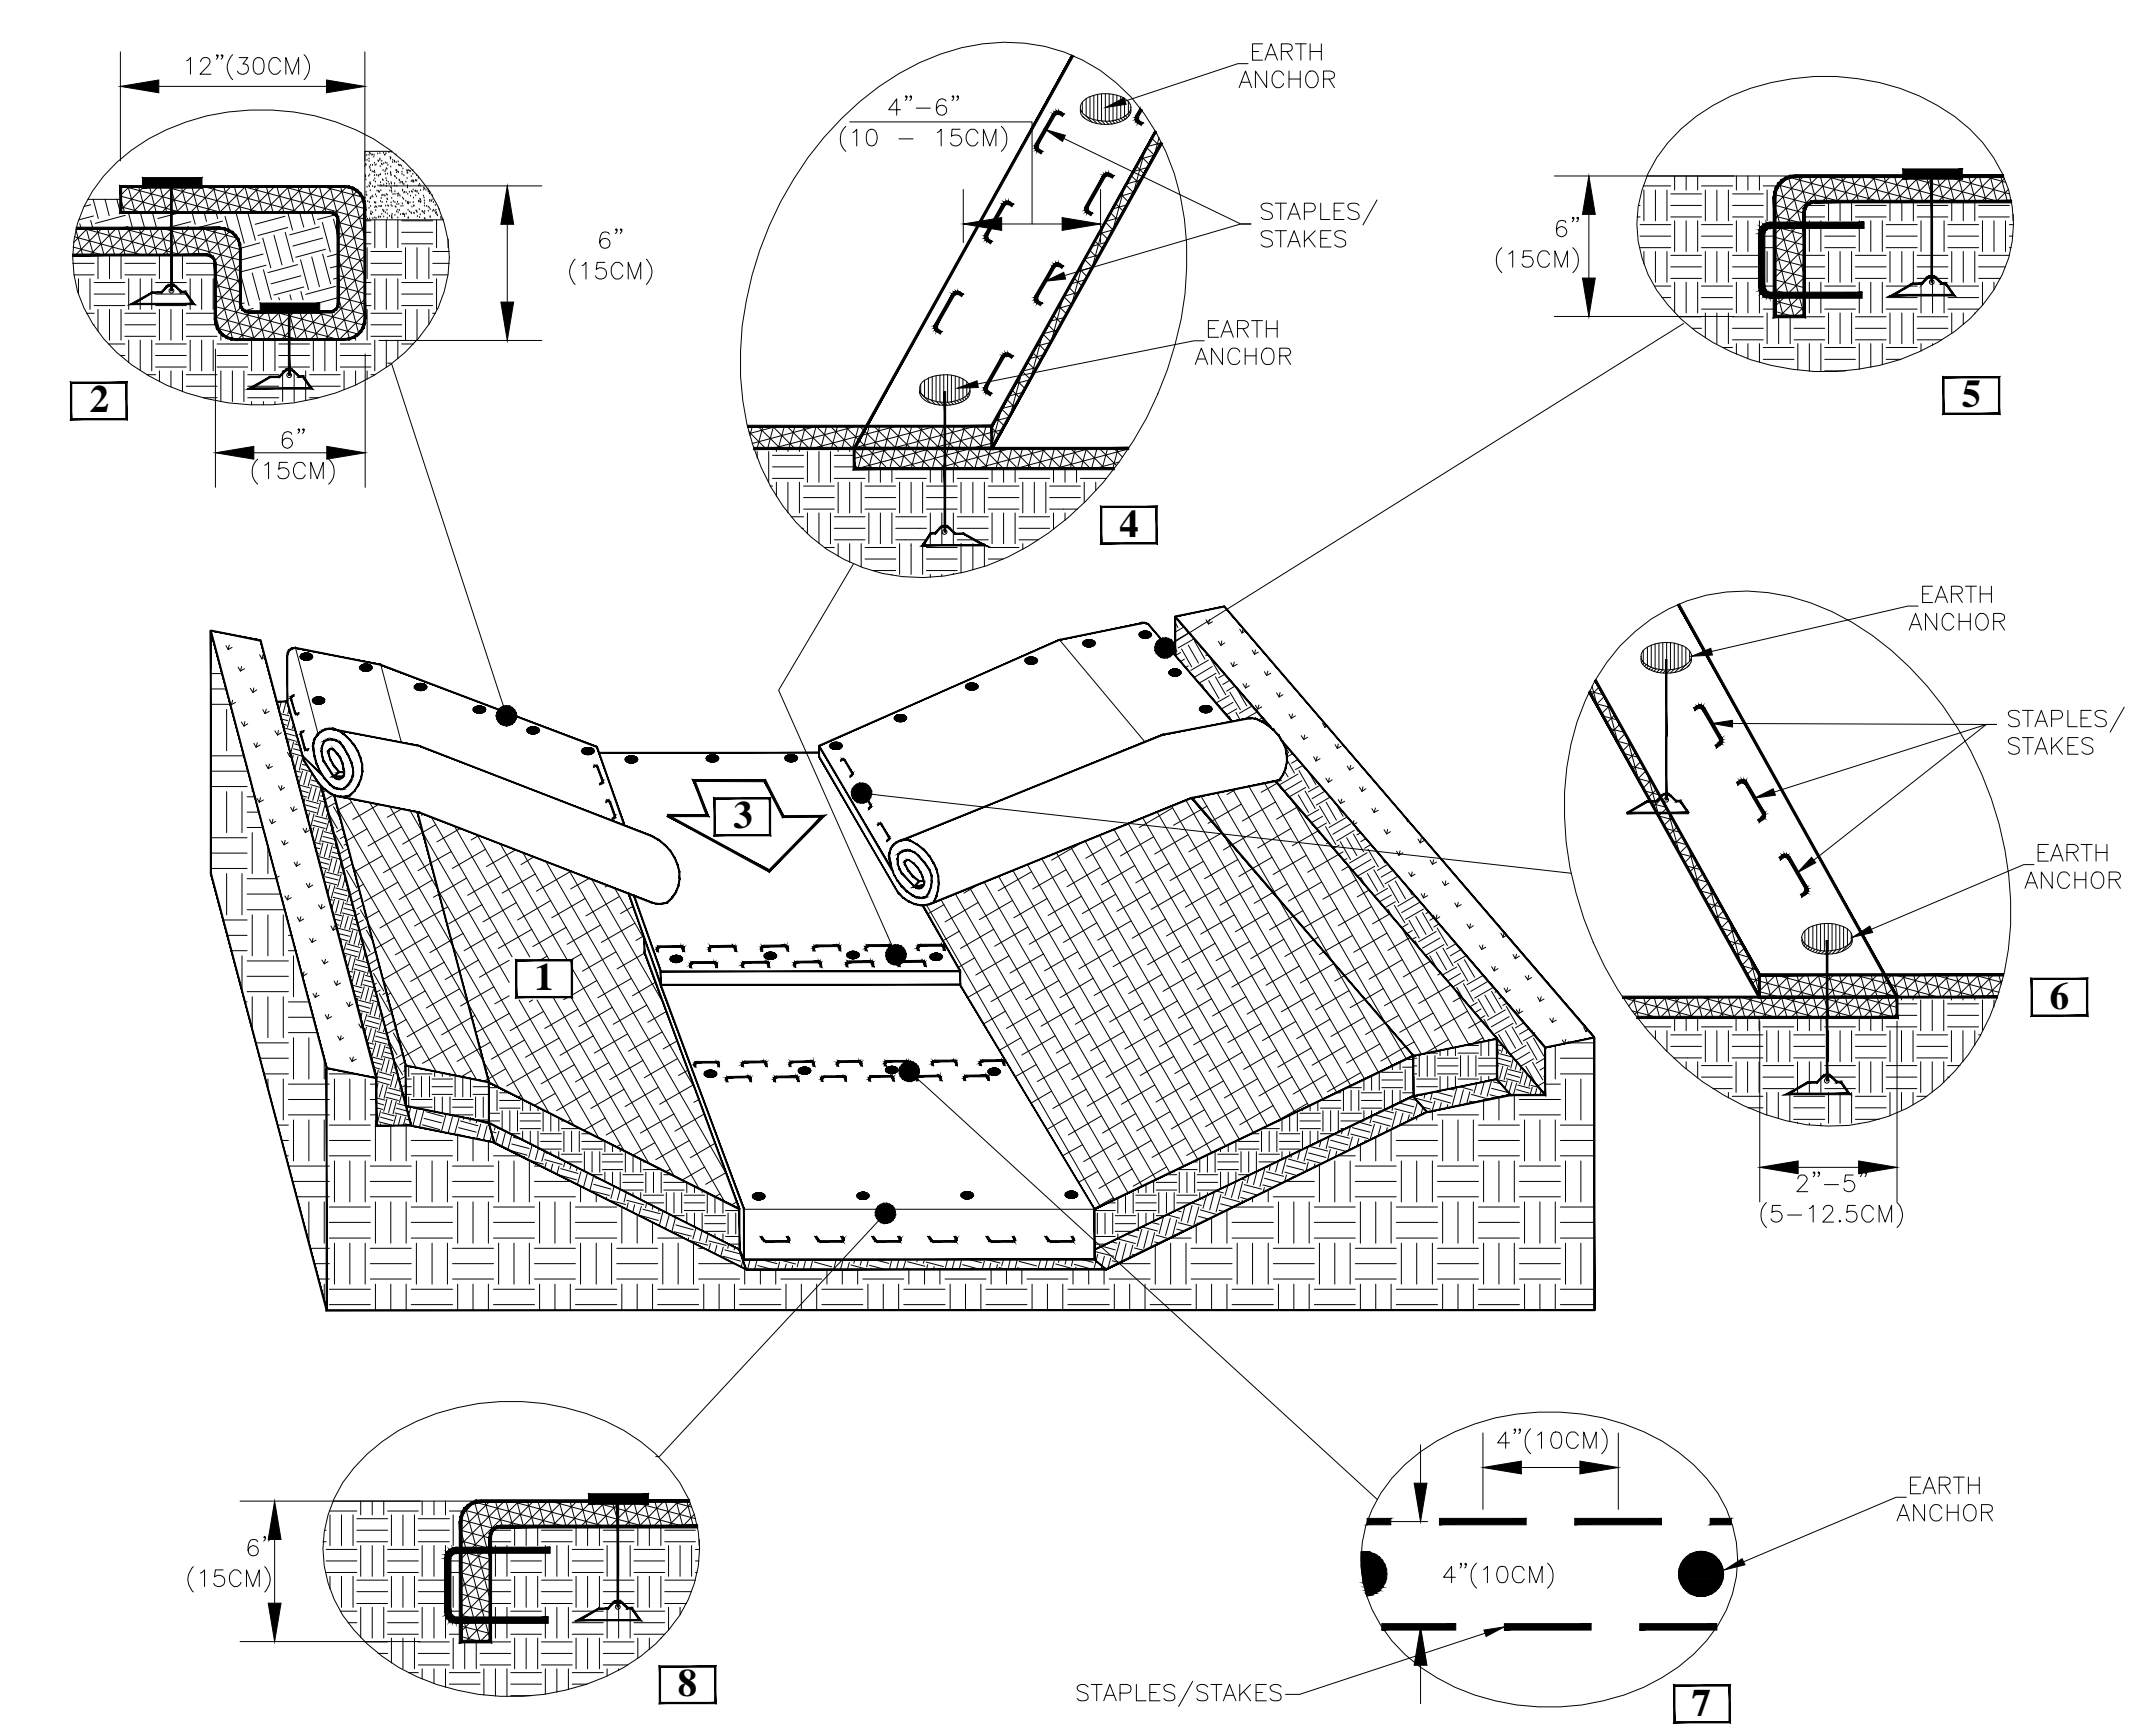 12”(30CM)
6”
(15CM)
6”
(15CM)
2
4”–6”
(10 – 15CM)
EARTH
ANCHOR
STAPLES/
STAKES
EARTH
ANCHOR
4
6”
(15CM)
5
EARTH
ANCHOR
STAPLES/
STAKES
EARTH
ANCHOR
6
2”–5”
(5–12.5CM)
3
1
6”
(15CM)
8
4”(10CM)
4”(10CM)
EARTH
ANCHOR
STAPLES/STAKES
7